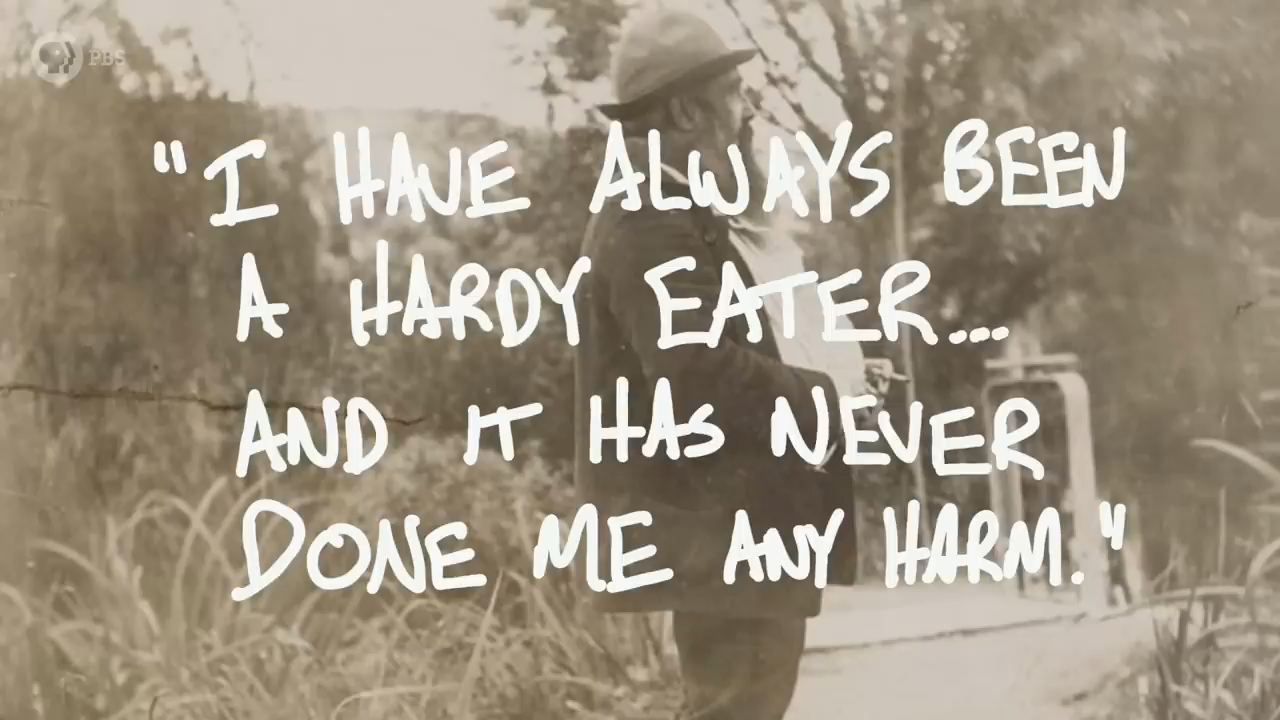 PBS
"I HAVE ALWAYS BEEN
A HARDY EATER...
AND IT HAS NEVER
DONE ME ANY HARM."